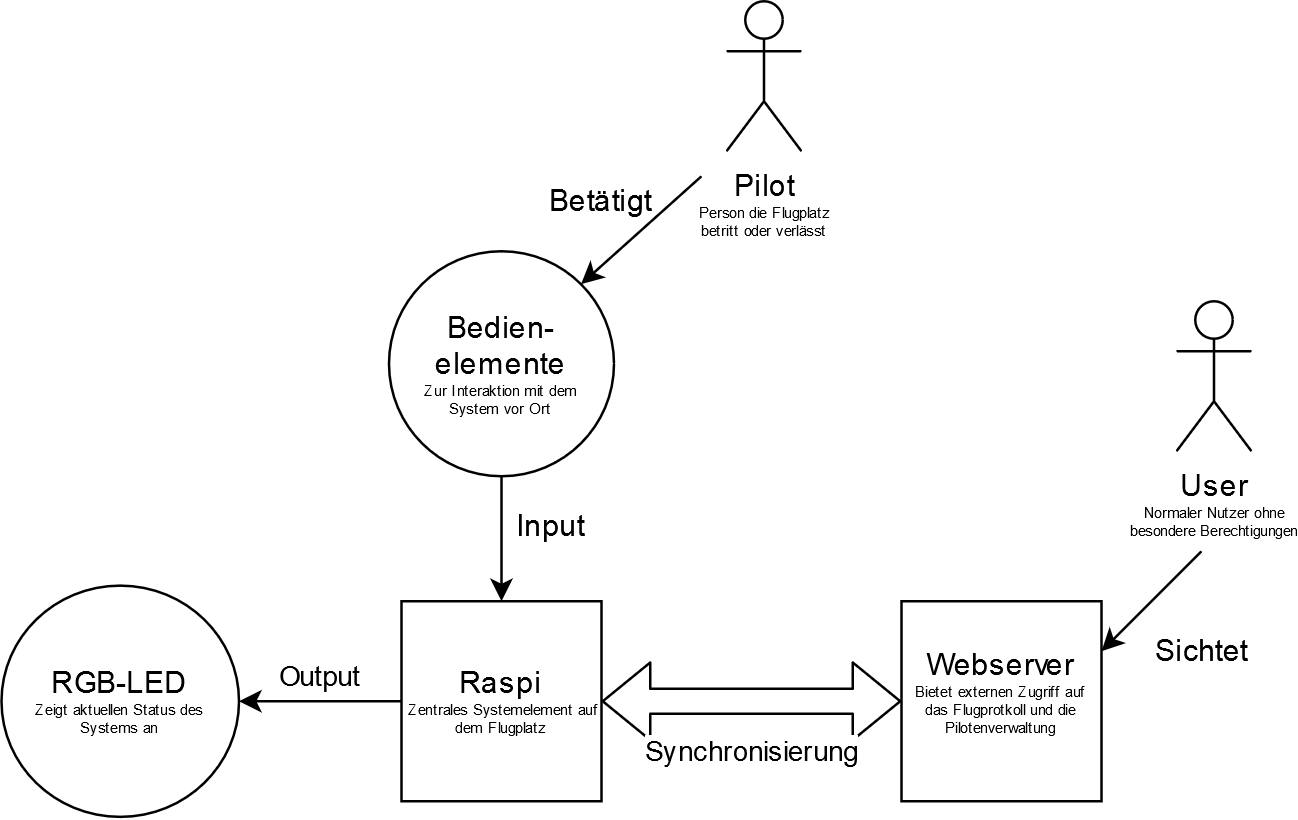 Pilot
Person die Flugplatz
betritt oder verlässt
Betätigt
Bedien-
elemente
Zur Interaktion mit dem
System vor Ort
User
Normaler Nutzer ohne
besondere Berechtigungen
Input
Sichtet
RGB-LED
Zeigt aktuellen Status des
Systems an
Output
Raspi
Zentrales Systemelement auf
dem Flugplatz
Synchronisierung
Webserver
Bietet externen Zugriff auf
das Flugprotkoll und die
Pilotenverwaltung